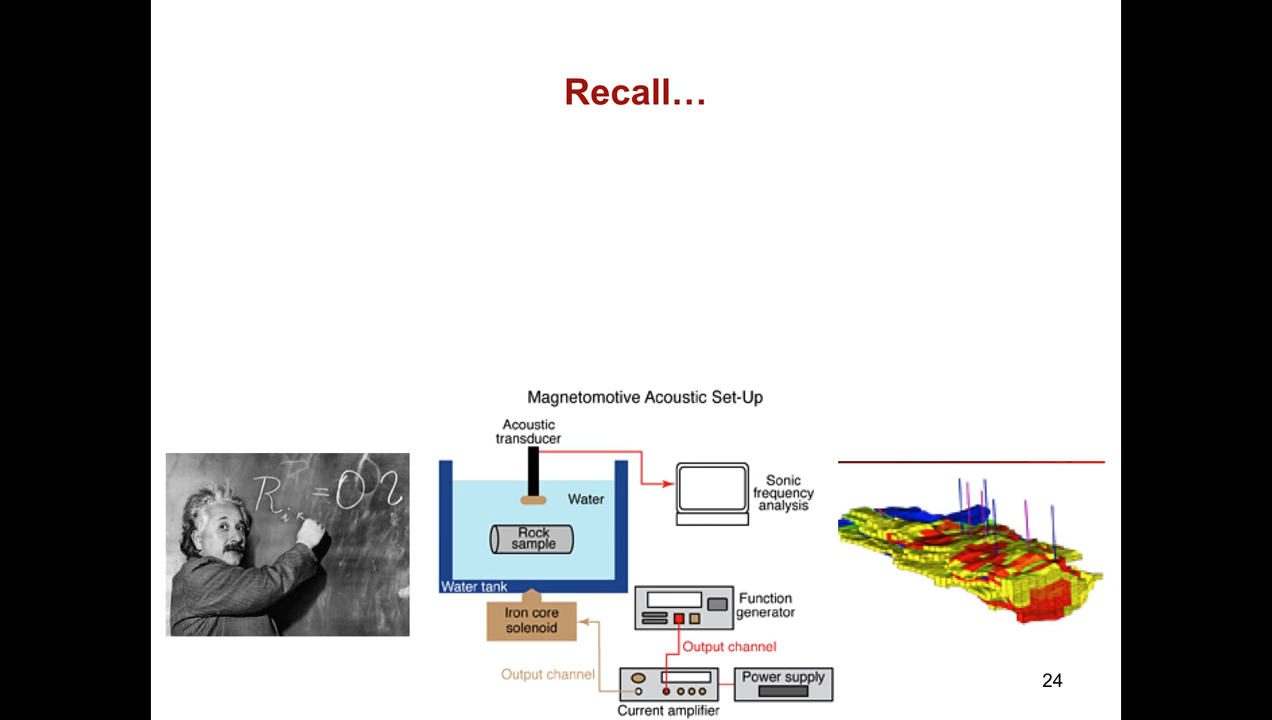 Recall…
Magnetomotive Acoustic Set-Up
Acoustic
transducer
Water
Rock
sample
Water tank
Iron core
solenoid
Sonic
frequency
analysis
Function
generator
Output channel
Output channel
Power supply
Current amplifier
R = 0?
24